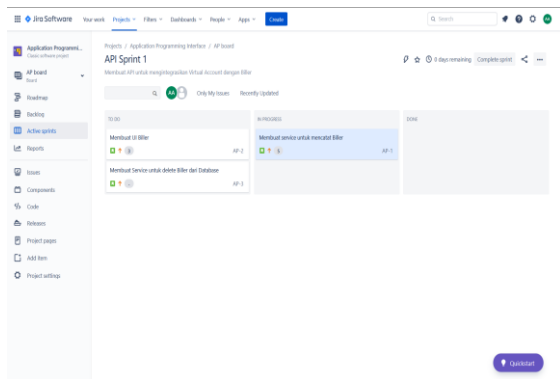 Jira Software
Your work
Projects
Filters
Dashboards
People
Apps
Create
Search
Application Programmi...
Classic software project
AP board
Board
Roadmap
Backlog
Active sprints
Reports
Issues
Components
Code
Releases
Project pages
Add item
Project settings
Projects / Application Programming Interface / AP board
API Sprint 1
0 days remaining
Complete sprint
Membuat API untuk mengintegrasikan Virtual Account dengan Biller
AA
Only My Issues
Recently Updated
TO DO
IN PROGRESS
DONE
Membuat UI Biller
AP-2
Membuat Service untuk delete Biller dari Database
AP-3
Membuat service untuk mencatat Biller
AP-1
Quickstart